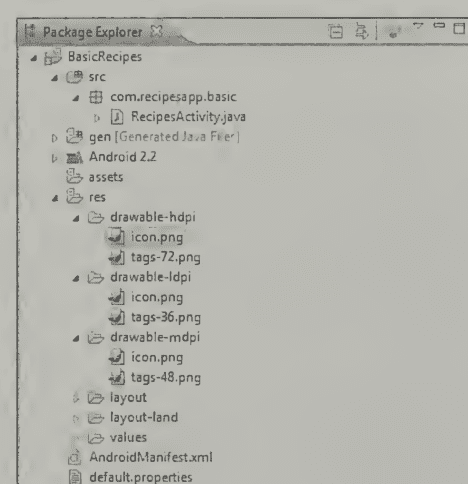 Package Explorer
BasicRecipes
src
com.recipesapp.basic
RecipesActivity.java
gen [Generated Java Files]
Android 2.2
assets
res
drawable-hdpi
icon.png
tags-72.png
drawable-ldpi
icon.png
tags-36.png
drawable-mdpi
icon.png
tags-48.png
layout
layout-land
values
AndroidManifest.xml
default.properties